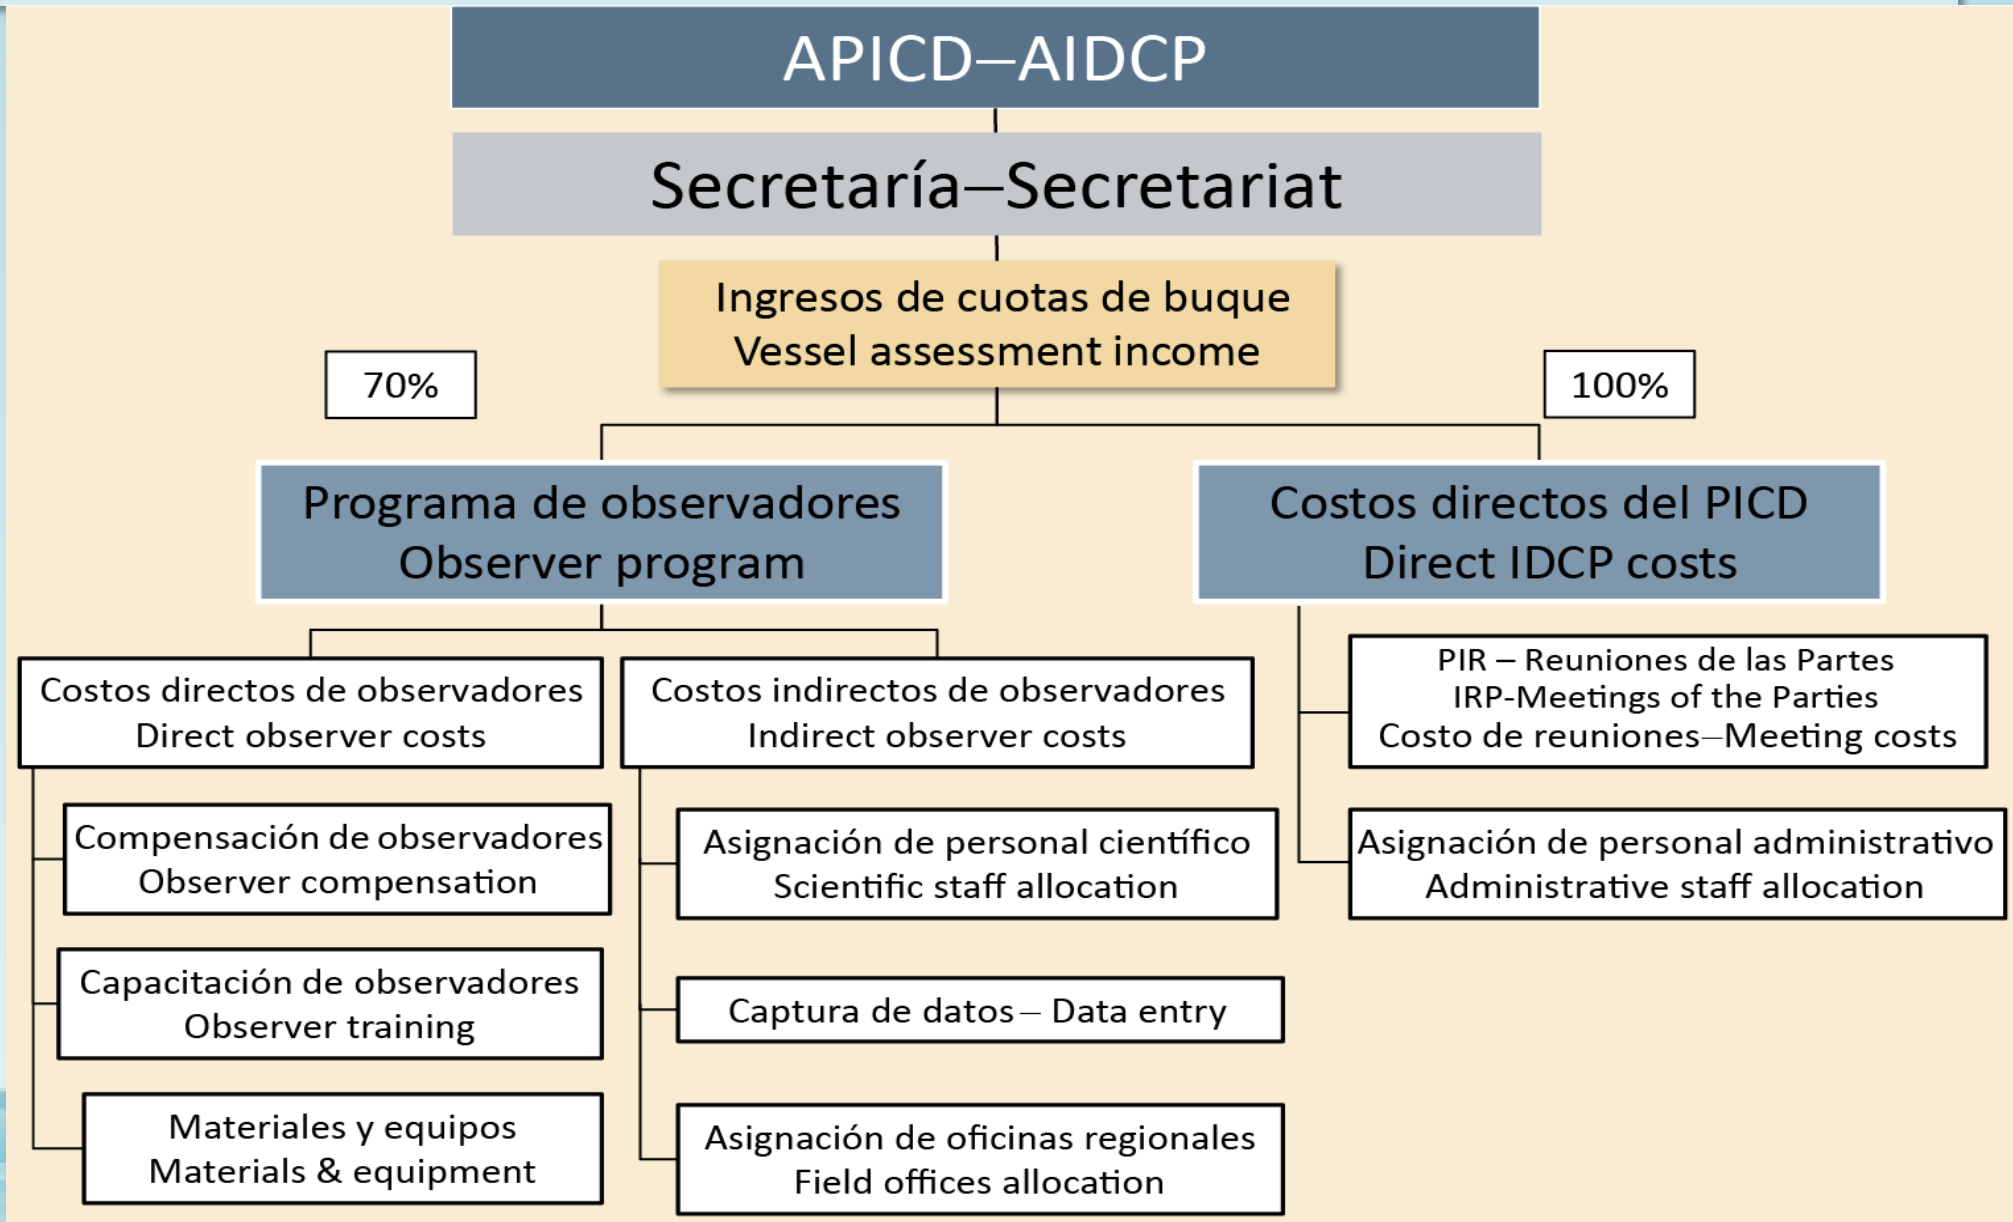 APICD–AIDCP
Secretaría–Secretariat
Ingresos de cuotas de buque
Vessel assessment income
70%
100%
Programa de observadores
Observer program
Costos directos del PICD
Direct IDCP costs
Costos directos de observadores
Direct observer costs
Costos indirectos de observadores
Indirect observer costs
PIR – Reuniones de las Partes
IRP-Meetings of the Parties
Costo de reuniones–Meeting costs
Compensación de observadores
Observer compensation
Asignación de personal científico
Scientific staff allocation
Asignación de personal administrativo
Administrative staff allocation
Capacitación de observadores
Observer training
Captura de datos – Data entry
Materiales y equipos
Materials & equipment
Asignación de oficinas regionales
Field offices allocation